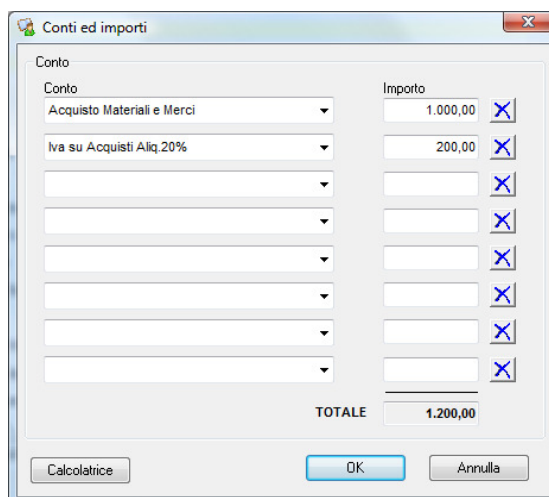 Conti ed importi
Conto
Conto Importo
Acquisto Materiali e Merci 1.000,00
Iva su Acquisti Aliq.20% 200,00
TOTALE 1.200,00
Calcolatrice OK Annulla